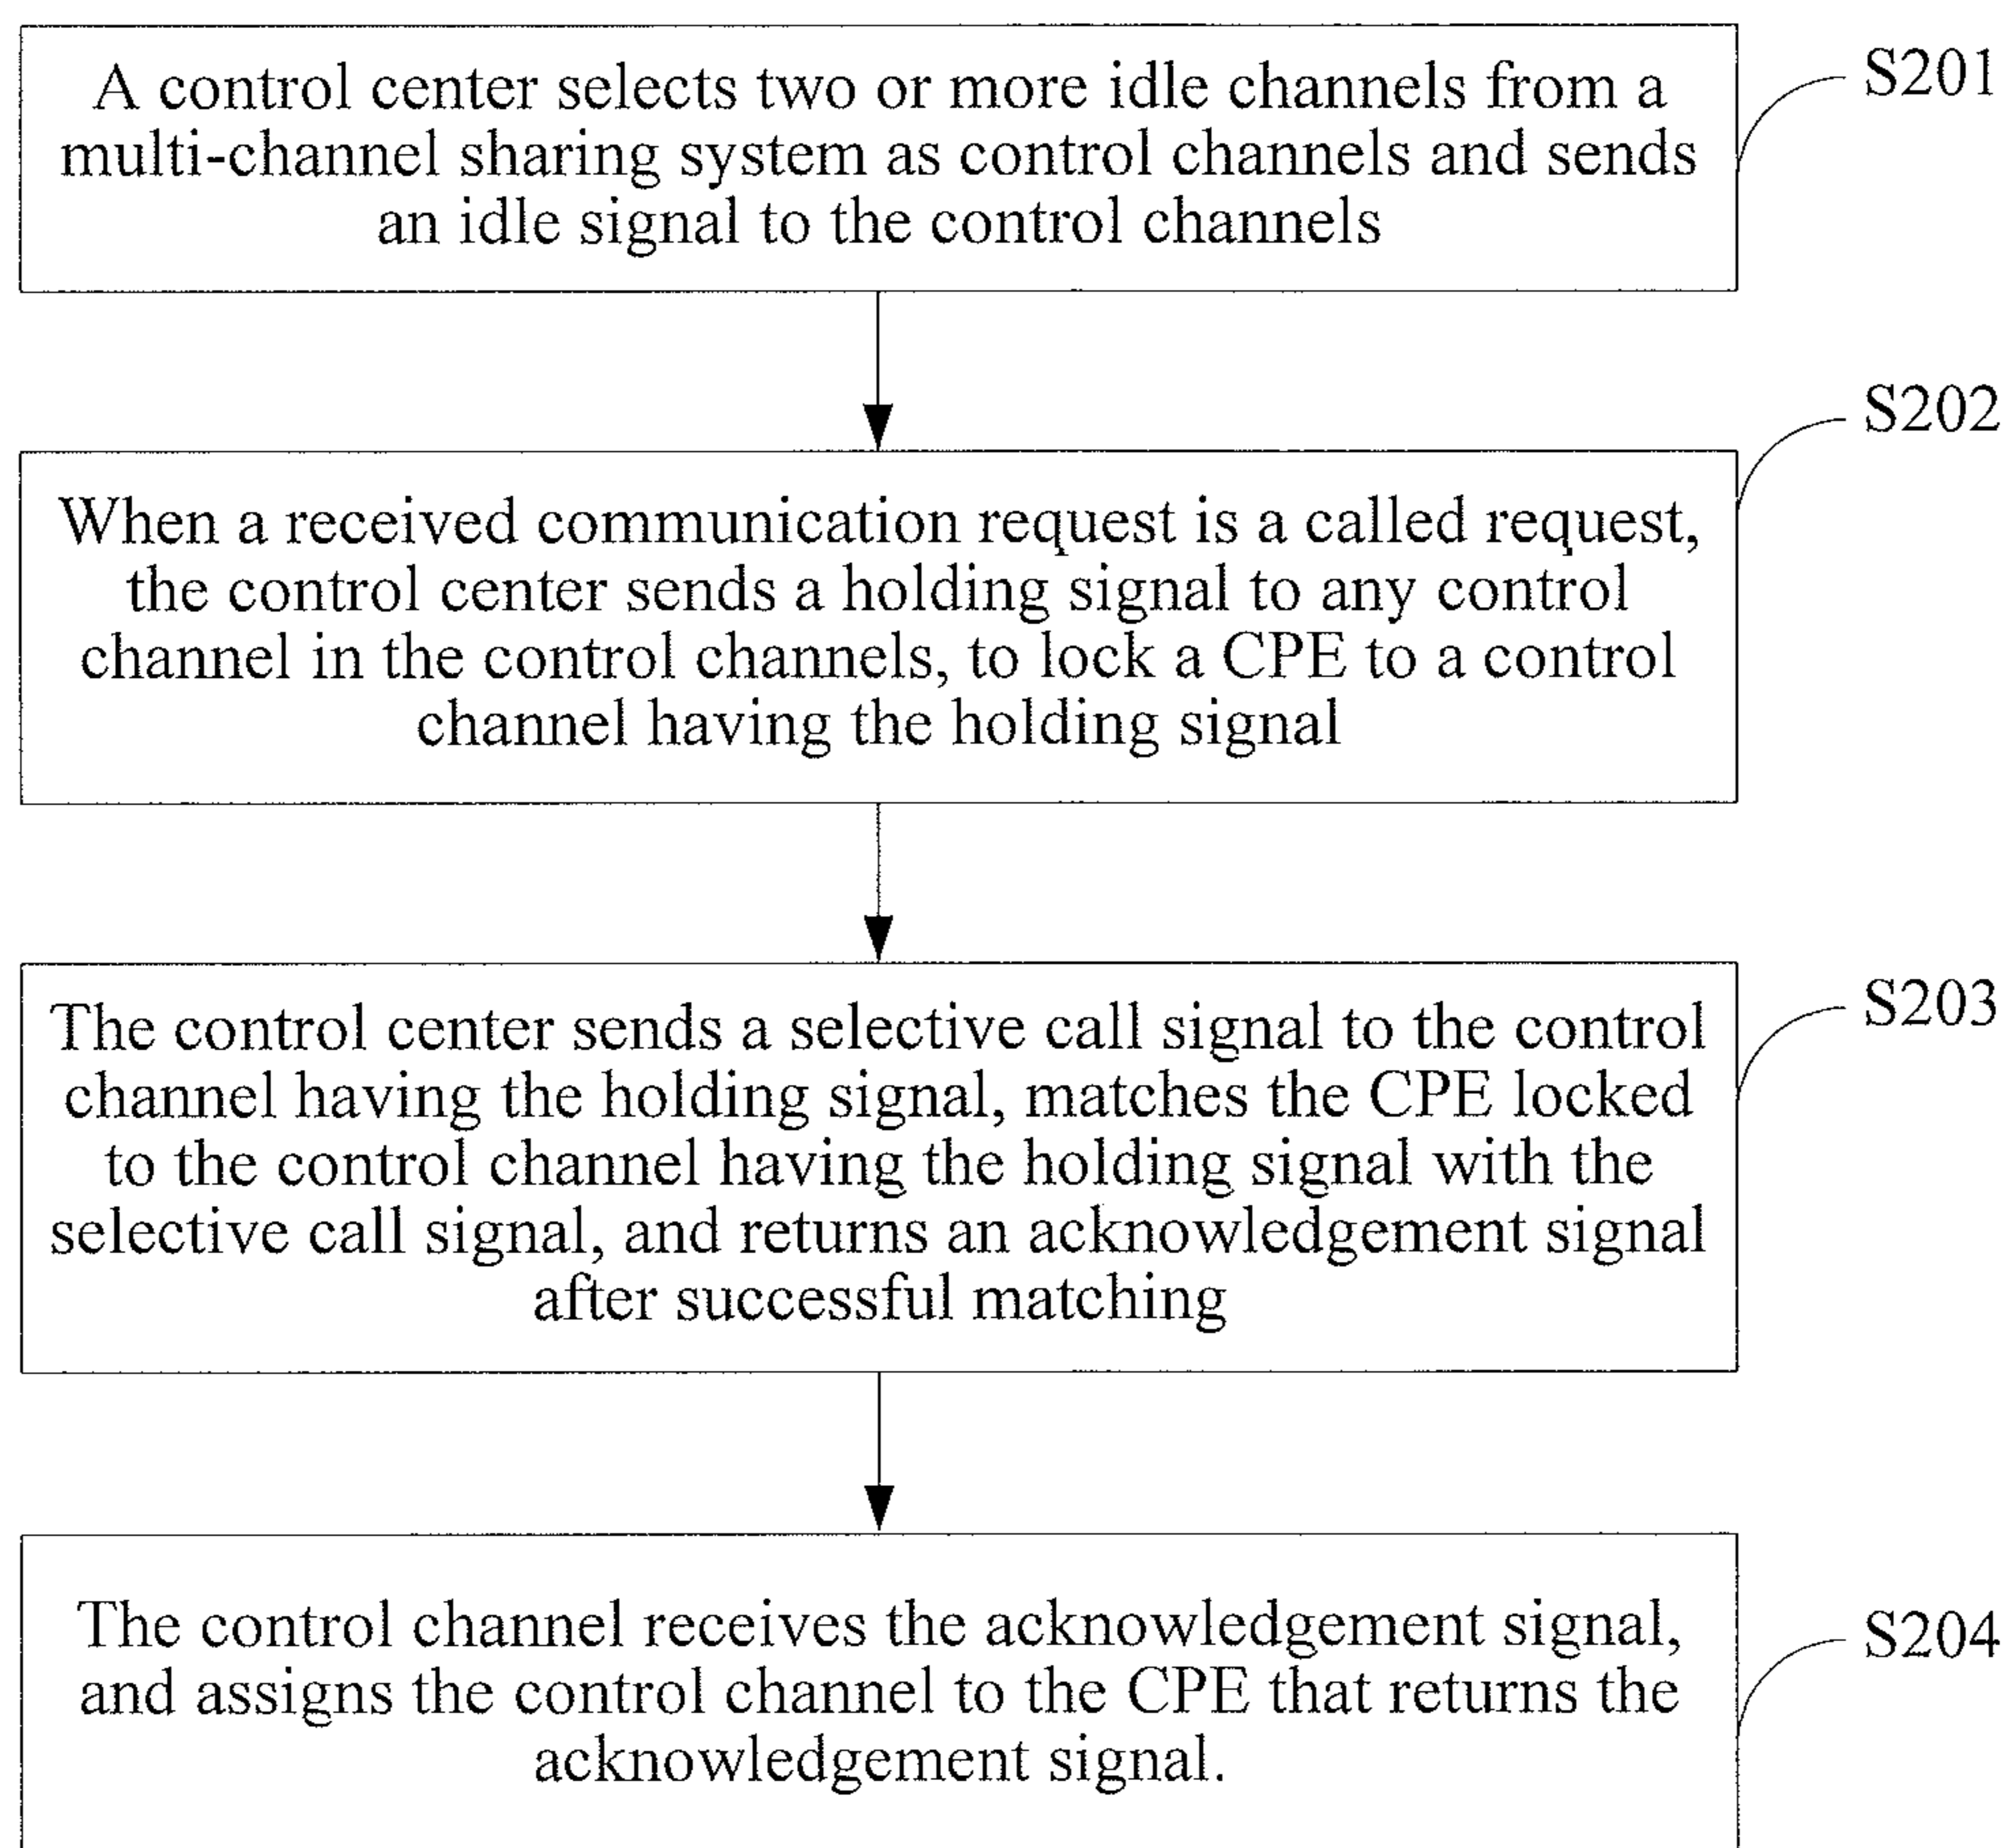 A control center selects two or more idle channels from a
multi-channel sharing system as control channels and sends
an idle signal to the control channels
S201
When a received communication request is a called request,
the control center sends a holding signal to any control
channel in the control channels, to lock a CPE to a control
channel having the holding signal
S202
The control center sends a selective call signal to the control
channel having the holding signal, matches the CPE locked
to the control channel having the holding signal with the
selective call signal, and returns an acknowledgement signal
after successful matching
S203
The control channel receives the acknowledgement signal,
and assigns the control channel to the CPE that returns the
acknowledgement signal.
S204